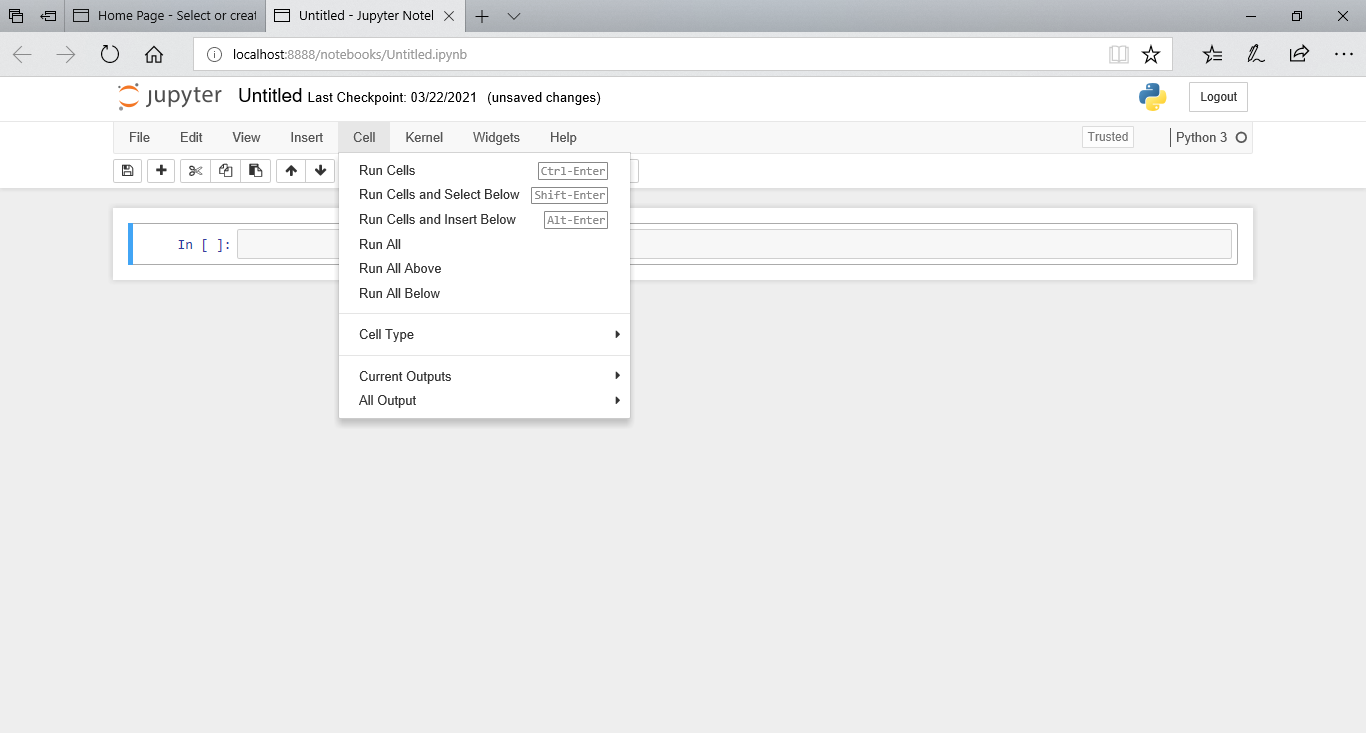 Home Page - Select or creat
Untitled - Jupyter Notel
localhost:8888/notebooks/Untitled.ipynb
jupyter Untitled Last Checkpoint: 03/22/2021 (unsaved changes)
Logout
File Edit View Insert Cell Kernel Widgets Help
Trusted
Python 3
Run Cells Ctrl-Enter
Run Cells and Select Below Shift-Enter
Run Cells and Insert Below Alt-Enter
In [ ]:
Run All
Run All Above
Run All Below
Cell Type
Current Outputs
All Output